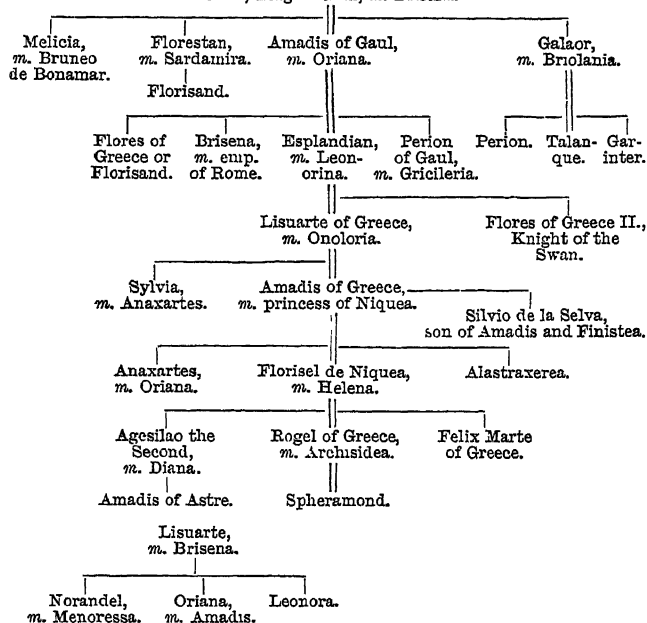 Melicia,
m. Bruneo
de Bonamar.
Florestan,
m. Sardamira.
Florisand.
Amadis of Gaul,
m. Oriana.
Galaor,
m. Briolania.
Flores of
Greece or
Florisand.
Brisena,
m. emp.
of Rome.
Esplandian,
m. Leon-
orina.
Perion
of Gaul,
m. Gricileria.
Perion.
Talan-
que.
Gar-
inter.
Lisuarte of Greece,
m. Onoloria.
Flores of Greece II.,
Knight of the
Swan.
Sylvia,
m. Anaxartes.
Amadis of Greece,
m. princess of Niquea.
Silvio de la Selva,
son of Amadis and Finistea.
Anaxartes,
m. Oriana.
Florisel de Niquea,
m. Helena.
Alastraxerea.
Agesilao the
Second,
m. Diana.
Amadis of Astre.
Rogel of Greece,
m. Archisidea.
Spheramond.
Felix Marte
of Greece.
Lisuarte,
m. Brisena.
Norandel,
m. Menoressa.
Oriana,
m. Amadis.
Leonora.